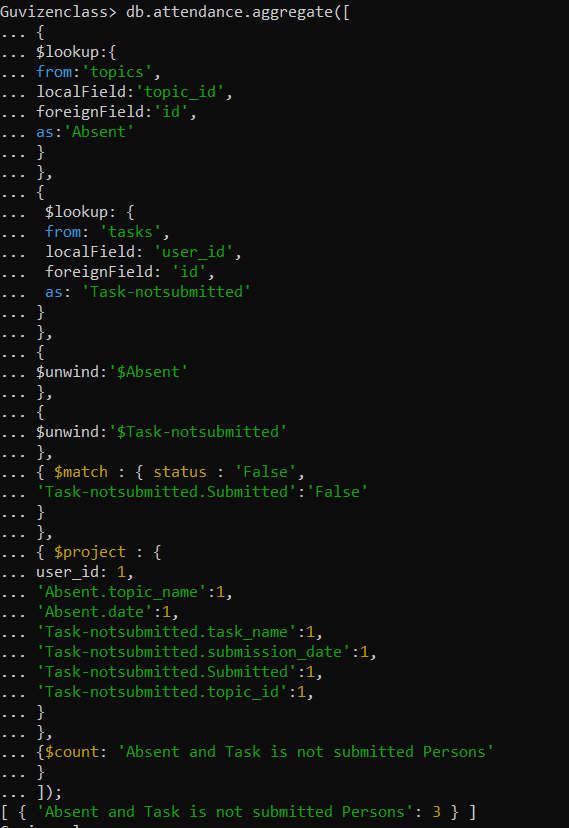 Guvizenclass> db.attendance.aggregate([
... {
... $lookup:{
... from:'topics',
... localField:'topic_id',
... foreignField:'id',
... as:'Absent'
... }
... },
... {
...  $lookup: {
...  from: 'tasks',
...  localField: 'user_id',
...  foreignField: 'id',
...  as: 'Task-notsubmitted'
... }
... },
... {
... $unwind:'$Absent'
... },
... {
... $unwind:'$Task-notsubmitted'
... },
... { $match : { status : 'False',
... 'Task-notsubmitted.Submitted':'False'
... }
... },
... { $project : {
... user_id: 1,
... 'Absent.topic_name':1,
... 'Absent.date':1,
... 'Task-notsubmitted.task_name':1,
... 'Task-notsubmitted.submission_date':1,
... 'Task-notsubmitted.Submitted':1,
... 'Task-notsubmitted.topic_id':1,
... }
... },
... {$count: 'Absent and Task is not submitted Persons'
... }
... ]);
[ { 'Absent and Task is not submitted Persons': 3 } ]